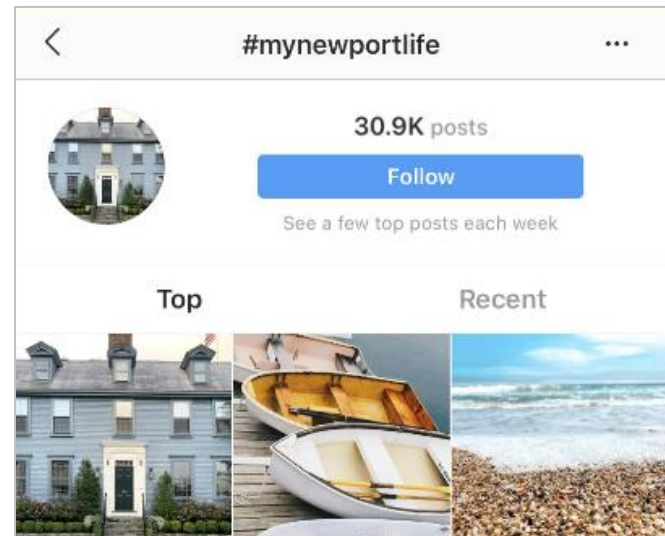 #mynewportlife
30.9K posts
Follow
See a few top posts each week
Top Recent